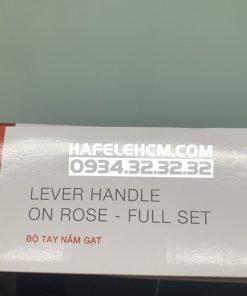 HAFELEHCM.COM
0934.32.32.32
LEVER HANDLE
ON ROSE - FULL SET
BỘ TAY NẮM GẠT